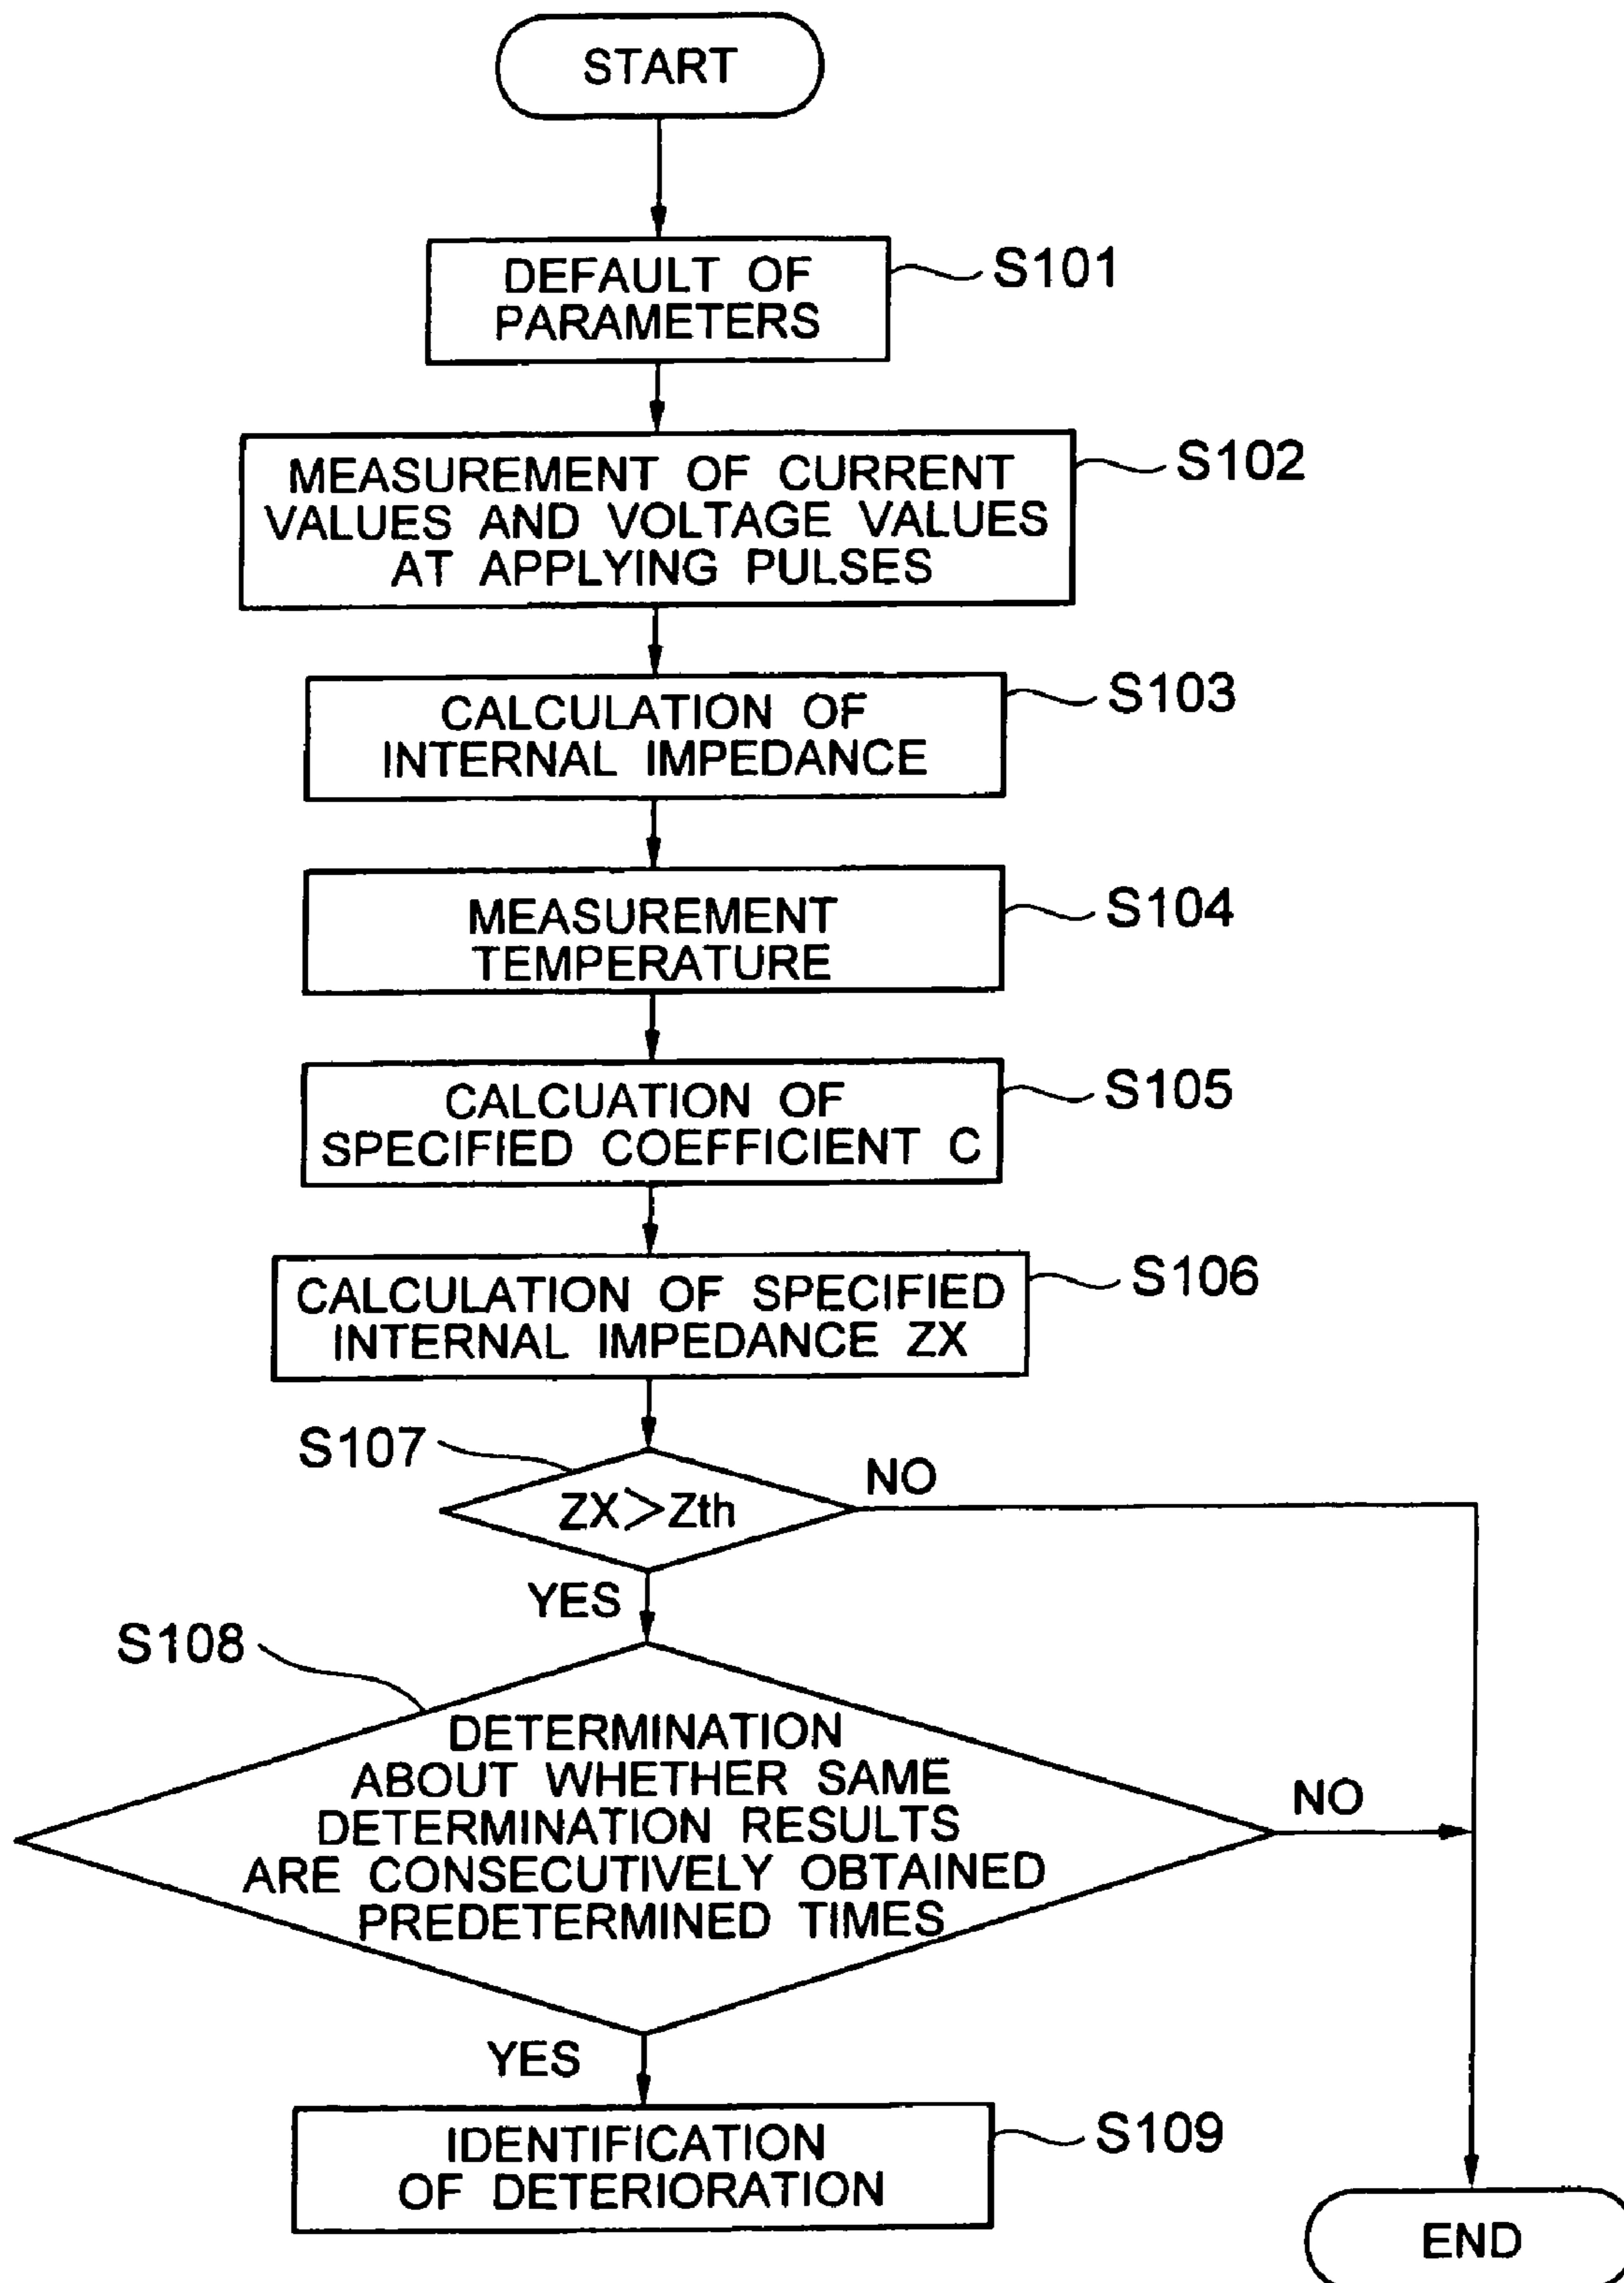 START
DEFAULT OF
PARAMETERS
S101
MEASUREMENT OF CURRENT
VALUES AND VOLTAGE VALUES
AT APPLYING PULSES
S102
CALCULATION OF
INTERNAL IMPEDANCE
S103
MEASUREMENT
TEMPERATURE
S104
CALCUATION OF
SPECIFIED COEFFICIENT C
S105
CALCULATION OF SPECIFIED
INTERNAL IMPEDANCE ZX
S106
S107
ZX>Zth
NO
YES
S108
DETERMINATION
ABOUT WHETHER SAME
DETERMINATION RESULTS
ARE CONSECUTIVELY OBTAINED
PREDETERMINED TIMES
NO
YES
IDENTIFICATION
OF DETERIORATION
S109
END